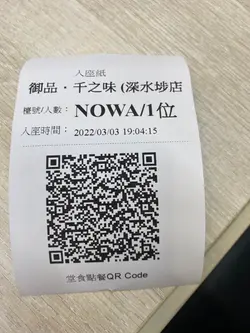 入座紙
御品・千之味 (深水埗店
檯號/人數： NOWA/1位
入座時間： 2022/03/03 19:04:15
堂食點餐QR Code